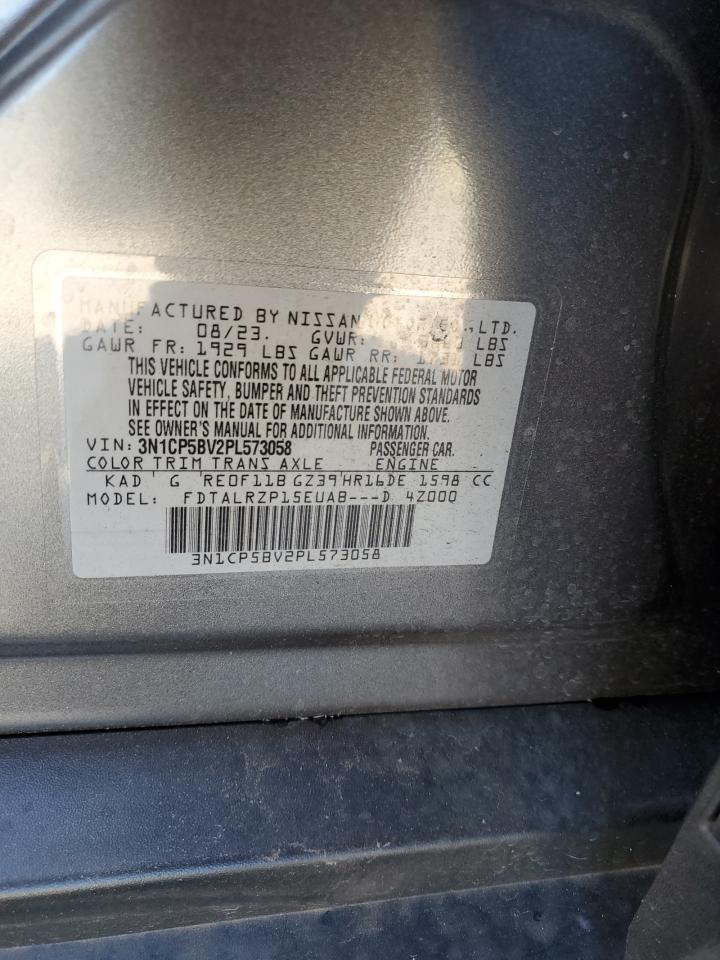 MANUFACTURED BY NISSAN MOTOR CO., LTD.
DATE: 08/23. GVWR: LBS
GAWR FR: 1929 LBS GAWR RR: LBS
THIS VEHICLE CONFORMS TO ALL APPLICABLE FEDERAL MOTOR
VEHICLE SAFETY, BUMPER AND THEFT PREVENTION STANDARDS
IN EFFECT ON THE DATE OF MANUFACTURE SHOWN ABOVE.
SEE OWNER'S MANUAL FOR ADDITIONAL INFORMATION.
VIN: 3N1CP5BV2PL573058 PASSENGER CAR.
COLOR TRIM TRANS AXLE ENGINE
KAD G RE0F11B GZ39 HR16DE 1598 CC
MODEL: FDTALRZP15EUAB---D 4Z000
3N1CP5BV2PL573058